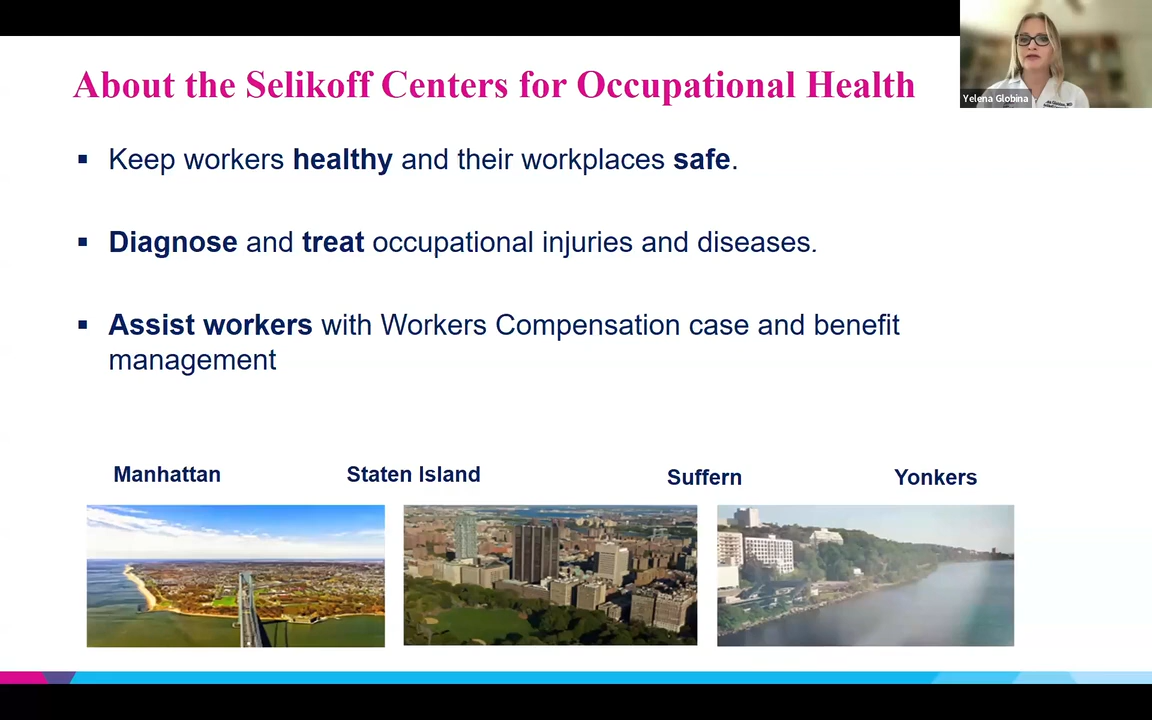 About the Selikoff Centers for Occupational Health
Yelena Globina
▪ Keep workers healthy and their workplaces safe.
▪ Diagnose and treat occupational injuries and diseases.
▪ Assist workers with Workers Compensation case and benefit
management
Manhattan Staten Island Suffern Yonkers